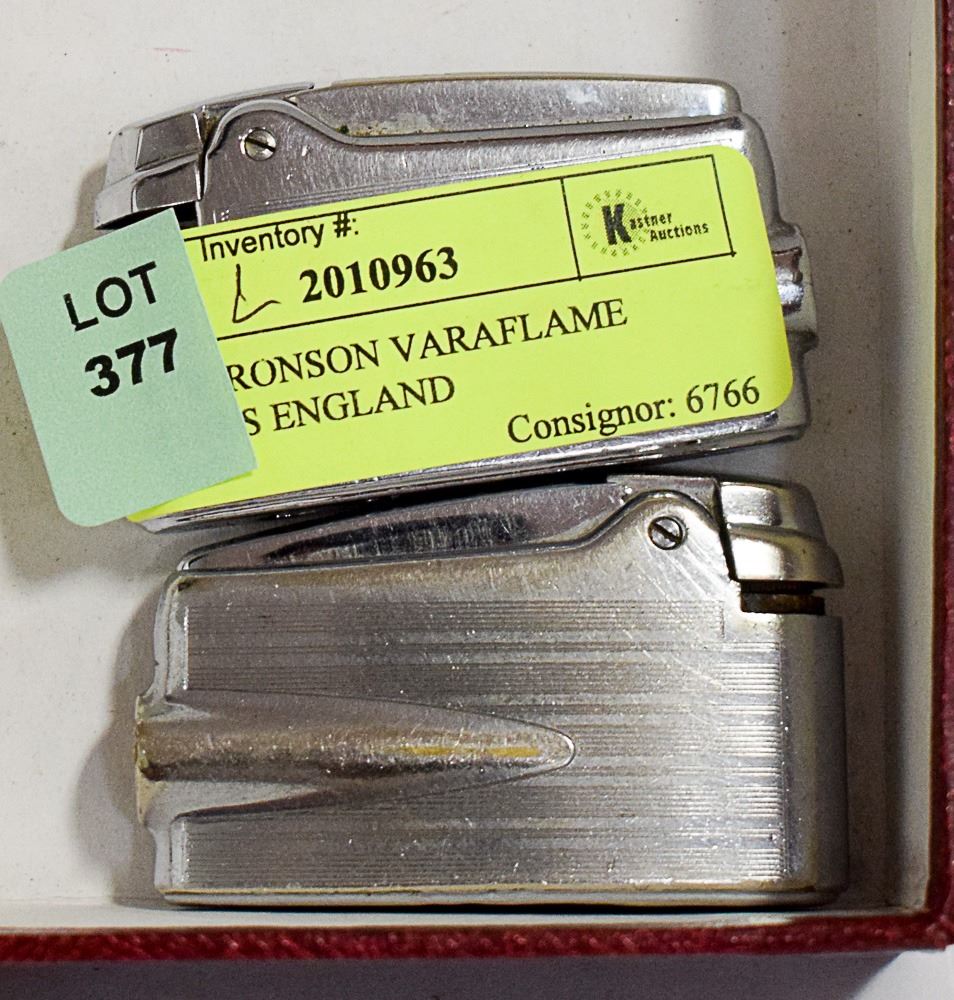 LOT
377
Inventory #:
2010963
Kastner
Auctions
RONSON VARAFLAME
S ENGLAND
Consignor: 6766